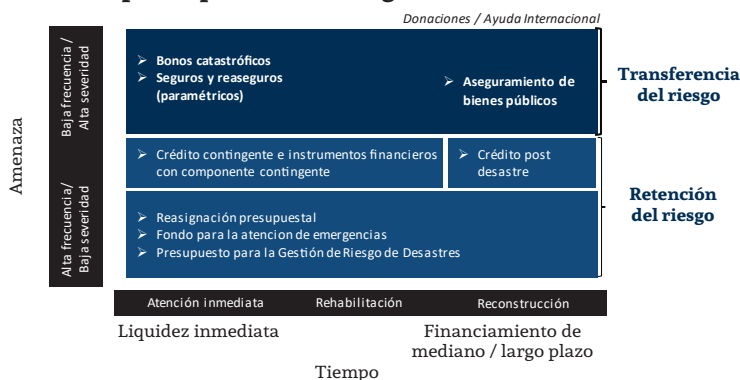 Donaciones / Ayuda Internacional
Amenaza
Baja frecuencia /
Alta severidad
➢ Bonos catastróficos
➢ Seguros y reaseguros
(paramétricos)
➢ Aseguramiento de
bienes públicos
Transferencia
del riesgo
➢ Crédito contingente e instrumentos financieros
con componente contingente
➢ Crédito post
desastre
Retención
del riesgo
Alta frecuencia/
Baja severidad
➢ Reasignación presupuestal
➢ Fondo para la atencion de emergencias
➢ Presupuesto para la Gestión de Riesgo de Desastres
Atención inmediata
Rehabilitación
Reconstrucción
Liquidez inmediata
Financiamiento de
mediano / largo plazo
Tiempo